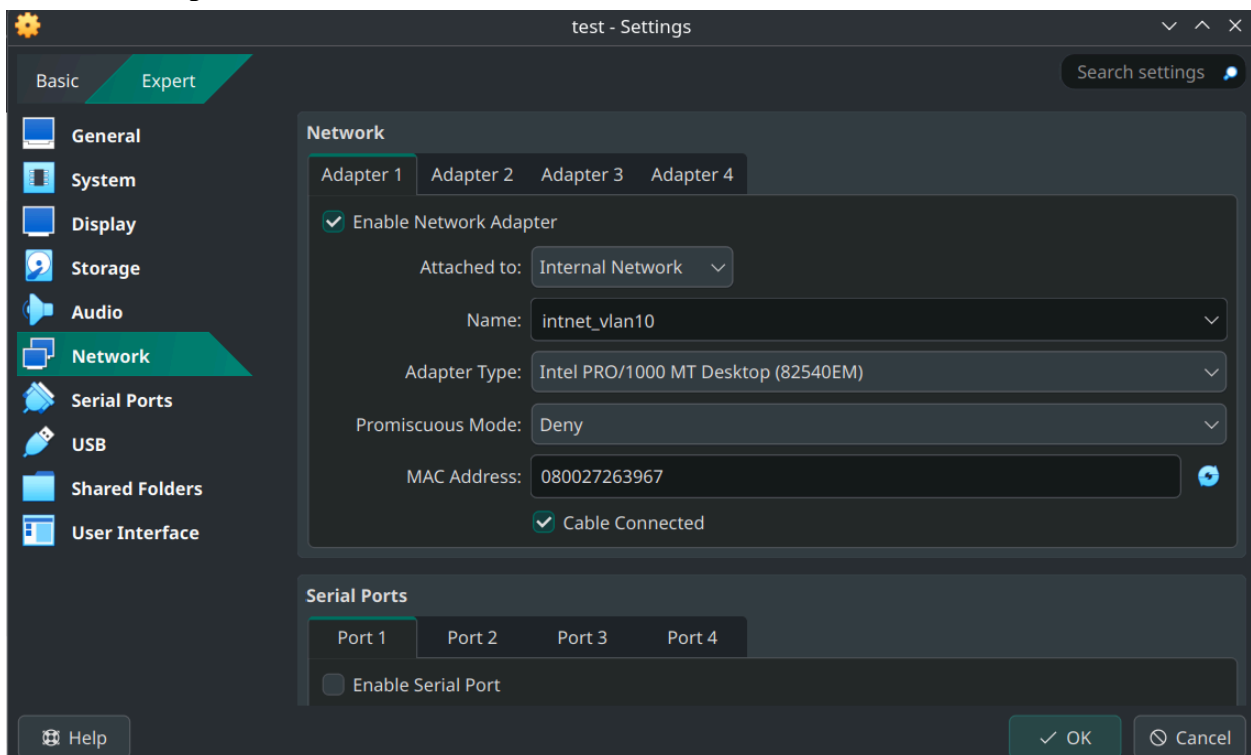 test - Settings
Basic
Expert
Search settings
General
System
Display
Storage
Audio
Network
Serial Ports
USB
Shared Folders
User Interface
Network
Adapter 1 Adapter 2 Adapter 3 Adapter 4
Enable Network Adapter
Attached to: Internal Network
Name: intnet_vlan10
Adapter Type: Intel PRO/1000 MT Desktop (82540EM)
Promiscuous Mode: Deny
MAC Address: 080027263967
Cable Connected
Serial Ports
Port 1 Port 2 Port 3 Port 4
Enable Serial Port
Help
OK
Cancel